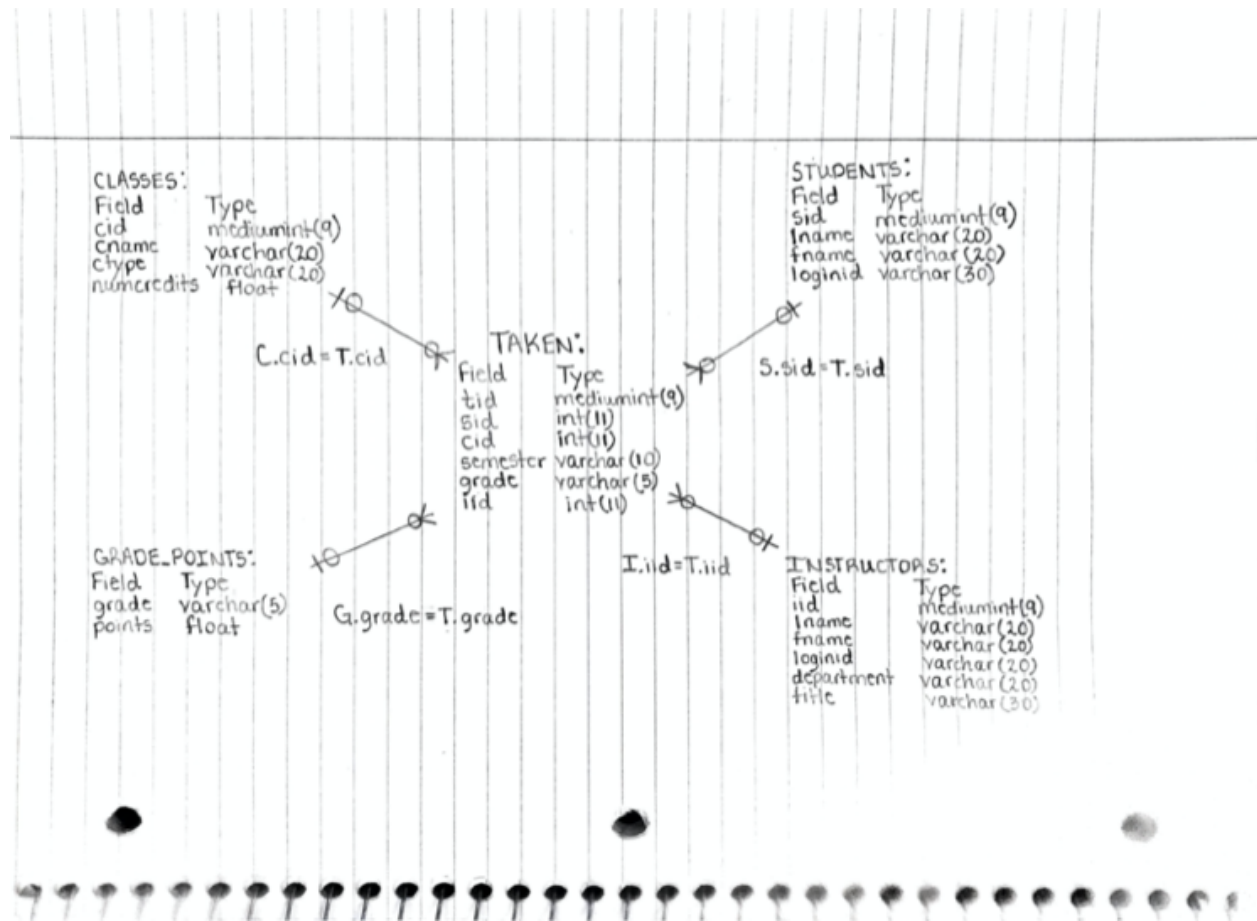 CLASSES:
Field Type
cid mediumint(9)
cname varchar(20)
ctype varchar(20)
numcredits float
C.cid=T.cid
STUDENTS:
Field Type
sid mediumint(9)
lname varchar(20)
fname varchar(20)
loginid varchar(30)
S.sid=T.sid
TAKEN:
Field Type
tid mediumint(9)
sid int(11)
cid int(11)
semester varchar(10)
grade varchar(5)
iid int(11)
GRADE_POINTS:
Field Type
grade varchar(5)
points float
G.grade=T.grade
I.iid=T.iid
INSTRUCTORS:
Field Type
iid mediumint(9)
lname varchar(20)
fname varchar(20)
loginid varchar(20)
department varchar(20)
title varchar(30)